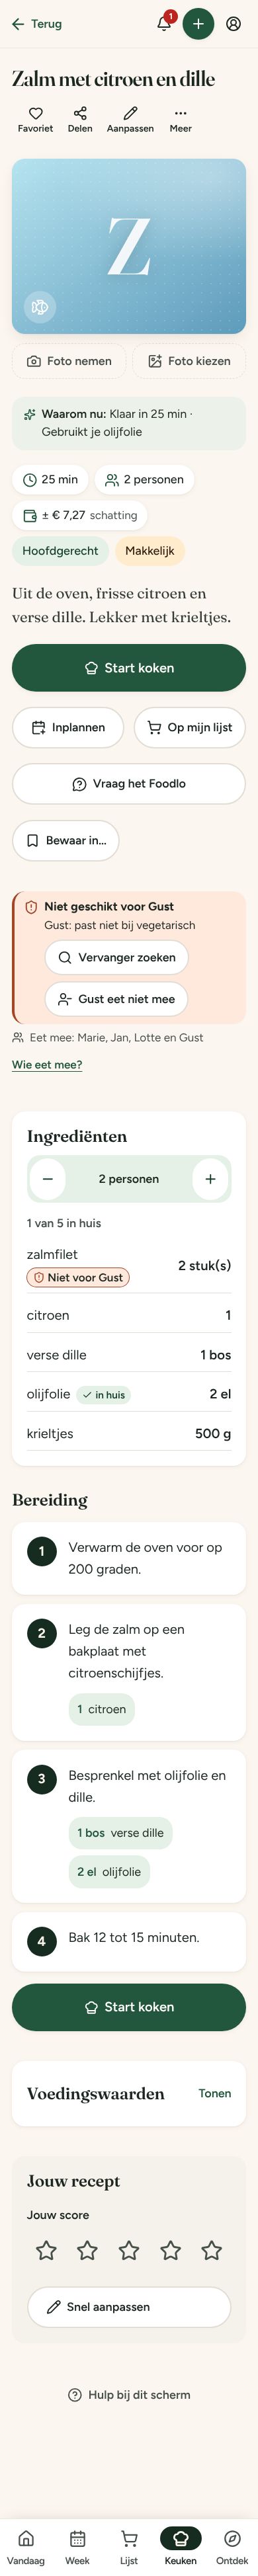 Terug
1
Zalm met citroen en dille
Favoriet Delen Aanpassen Meer
Z
Foto nemen Foto kiezen
Waarom nu: Klaar in 25 min ·
Gebruikt je olijfolie
25 min 2 personen
± € 7,27 schatting
Hoofdgerecht Makkelijk
Uit de oven, frisse citroen en
verse dille. Lekker met krieltjes.
Start koken
Inplannen Op mijn lijst
Vraag het Foodlo
Bewaar in...
Niet geschikt voor Gust
Gust: past niet bij vegetarisch
Vervanger zoeken
Gust eet niet mee
Eet mee: Marie, Jan, Lotte en Gust
Wie eet mee?
Ingrediënten
− 2 personen +
1 van 5 in huis
zalmfilet
2 stuk(s)
Niet voor Gust
citroen 1
verse dille 1 bos
olijfolie in huis 2 el
krieltjes 500 g
Bereiding
1 Verwarm de oven voor op
200 graden.
2 Leg de zalm op een
bakplaat met
citroenschijfjes.
1 citroen
3 Besprenkel met olijfolie en
dille.
1 bos verse dille
2 el olijfolie
4 Bak 12 tot 15 minuten.
Start koken
Voedingswaarden Tonen
Jouw recept
Jouw score
Snel aanpassen
Hulp bij dit scherm
Vandaag Week Lijst Keuken Ontdek